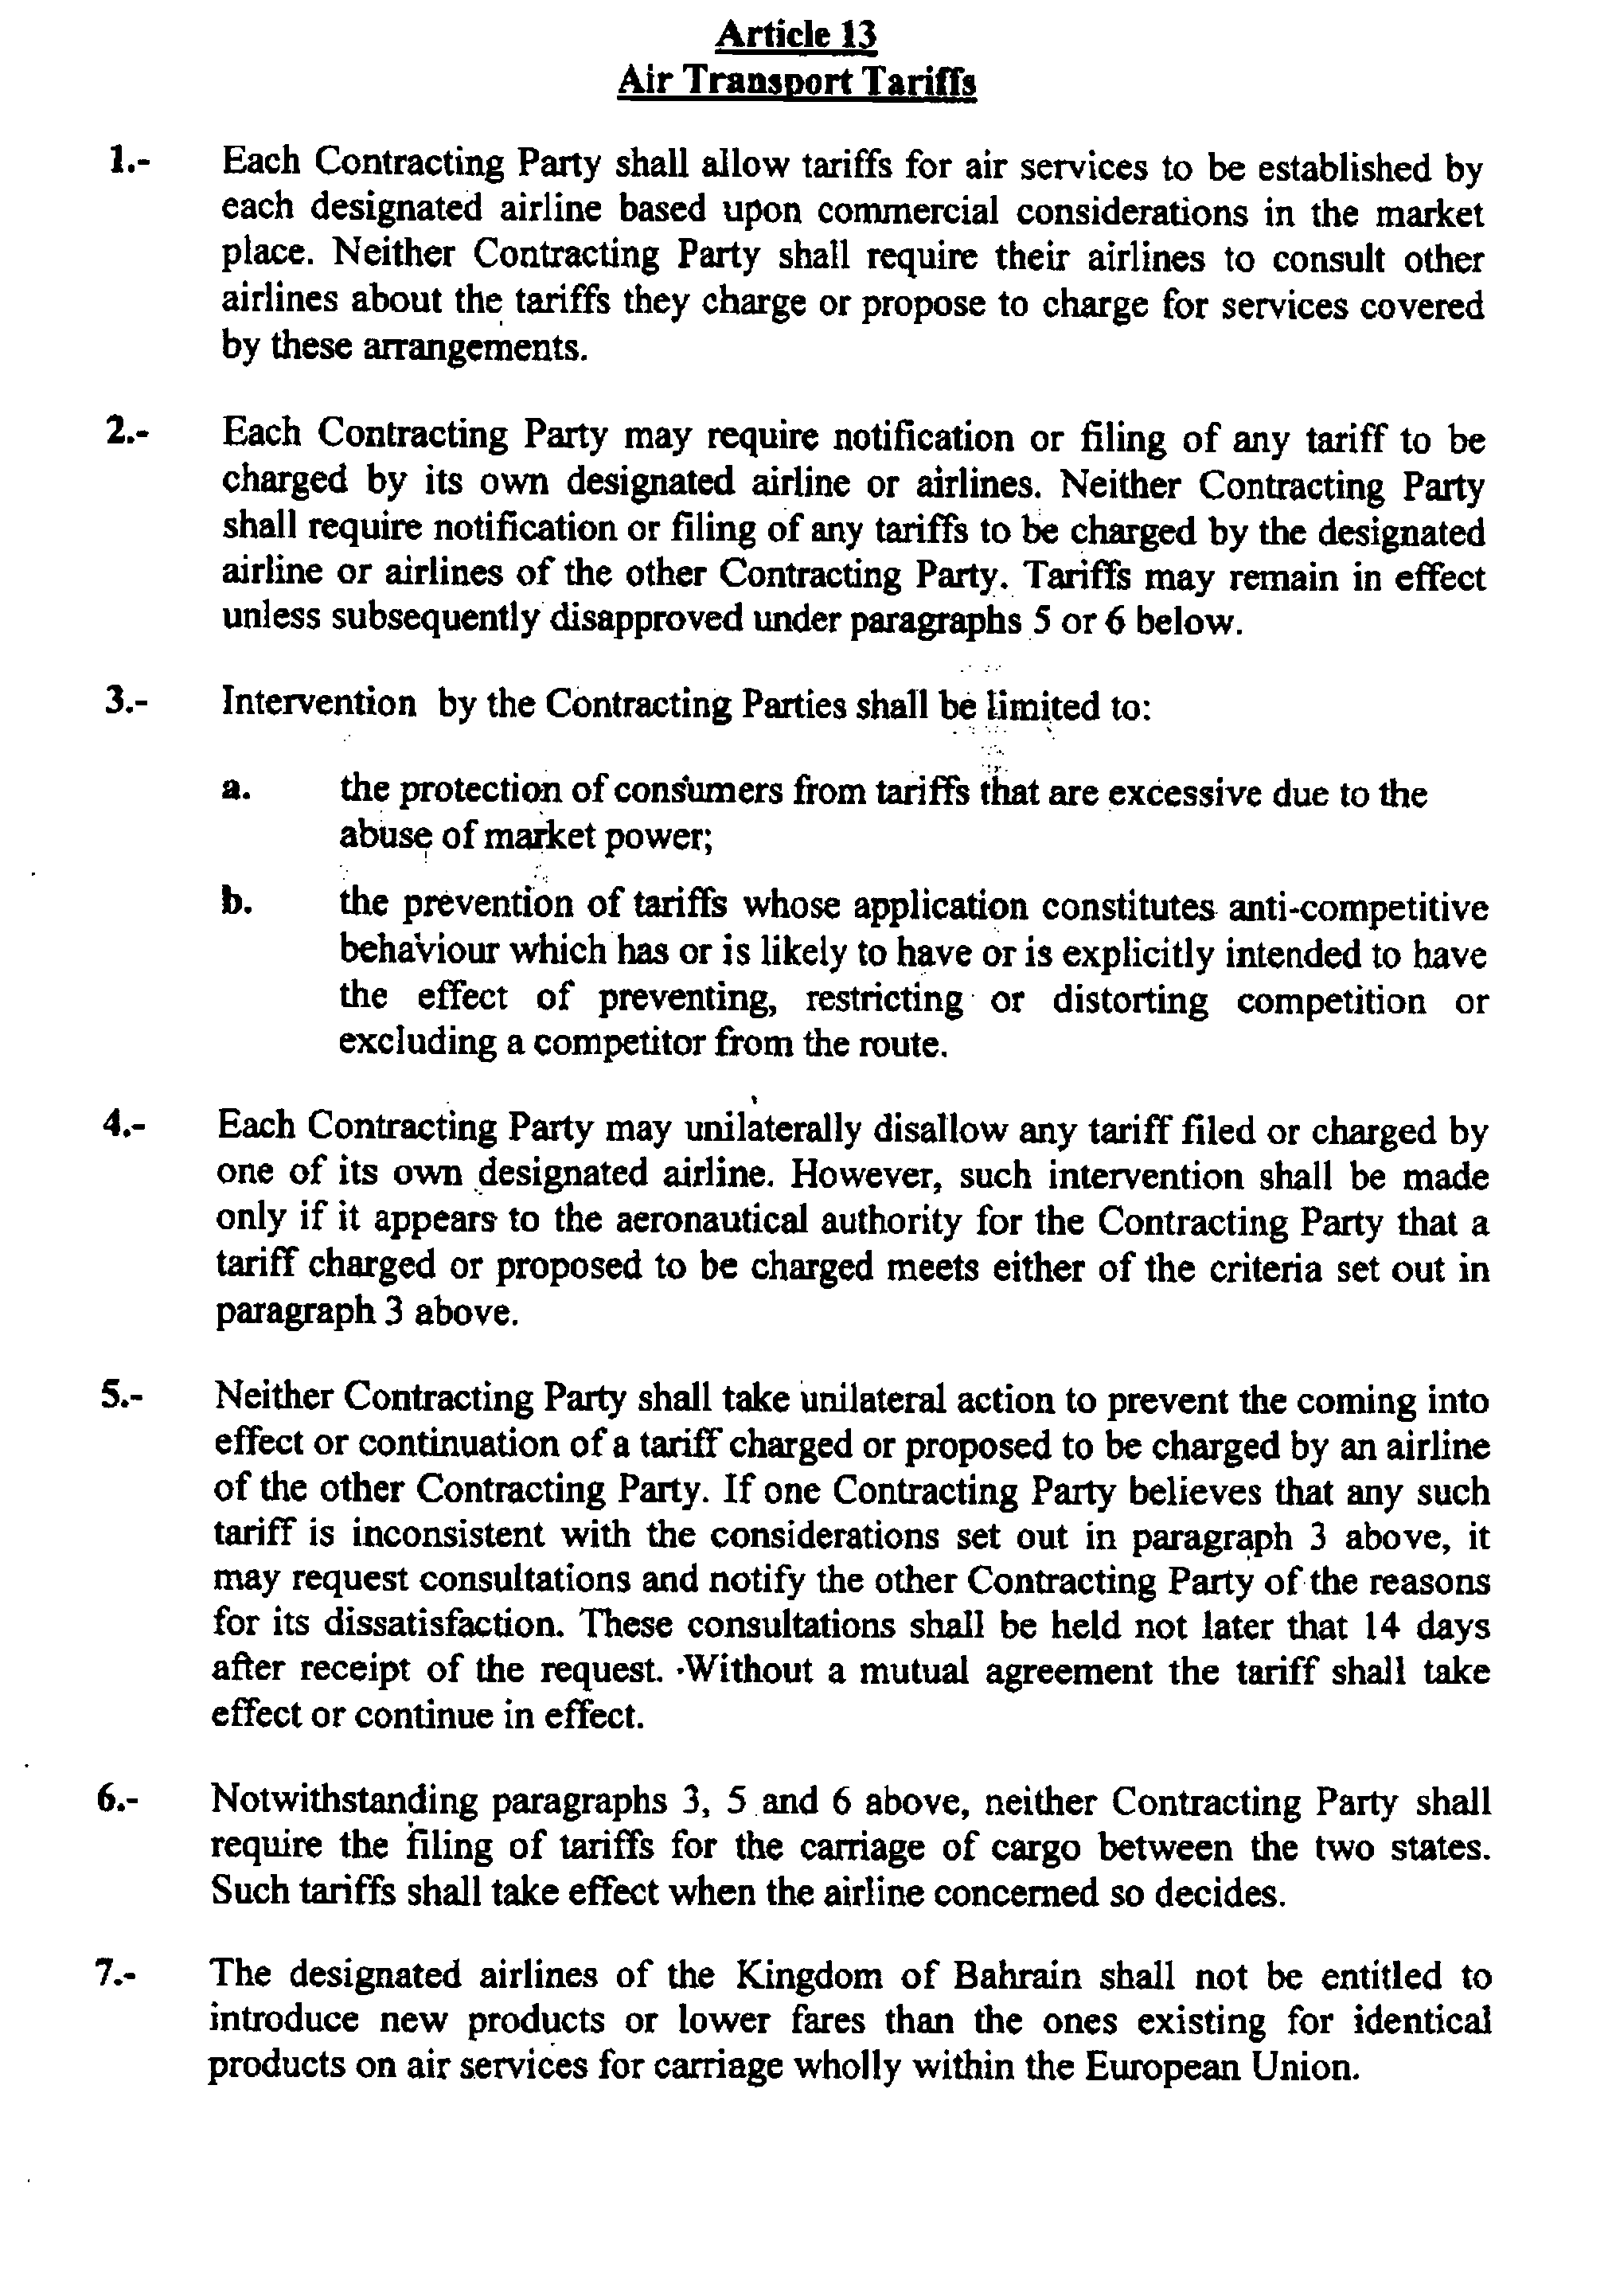 Article 13
Air Transport Tariffs
1.- Each Contracting Party shall allow tariffs for air services to be established by
each designated airline based upon commercial considerations in the market
place. Neither Contracting Party shall require their airlines to consult other
airlines about the tariffs they charge or propose to charge for services covered
by these arrangements.
2.- Each Contracting Party may require notification or filing of any tariff to be
charged by its own designated airline or airlines. Neither Contracting Party
shall require notification or filing of any tariffs to be charged by the designated
airline or airlines of the other Contracting Party. Tariffs may remain in effect
unless subsequently disapproved under paragraphs 5 or 6 below.
3.- Intervention by the Contracting Parties shall be limited to:
a. the protection of consumers from tariffs that are excessive due to the
abuse of market power;
b. the prevention of tariffs whose application constitutes anti-competitive
behaviour which has or is likely to have or is explicitly intended to have
the effect of preventing, restricting or distorting competition or
excluding a competitor from the route.
4.- Each Contracting Party may unilaterally disallow any tariff filed or charged by
one of its own designated airline. However, such intervention shall be made
only if it appears to the aeronautical authority for the Contracting Party that a
tariff charged or proposed to be charged meets either of the criteria set out in
paragraph 3 above.
5.- Neither Contracting Party shall take unilateral action to prevent the coming into
effect or continuation of a tariff charged or proposed to be charged by an airline
of the other Contracting Party. If one Contracting Party believes that any such
tariff is inconsistent with the considerations set out in paragraph 3 above, it
may request consultations and notify the other Contracting Party of the reasons
for its dissatisfaction. These consultations shall be held not later that 14 days
after receipt of the request. Without a mutual agreement the tariff shall take
effect or continue in effect.
6.- Notwithstanding paragraphs 3, 5 and 6 above, neither Contracting Party shall
require the filing of tariffs for the carriage of cargo between the two states.
Such tariffs shall take effect when the airline concerned so decides.
7.- The designated airlines of the Kingdom of Bahrain shall not be entitled to
introduce new products or lower fares than the ones existing for identical
products on air services for carriage wholly within the European Union.